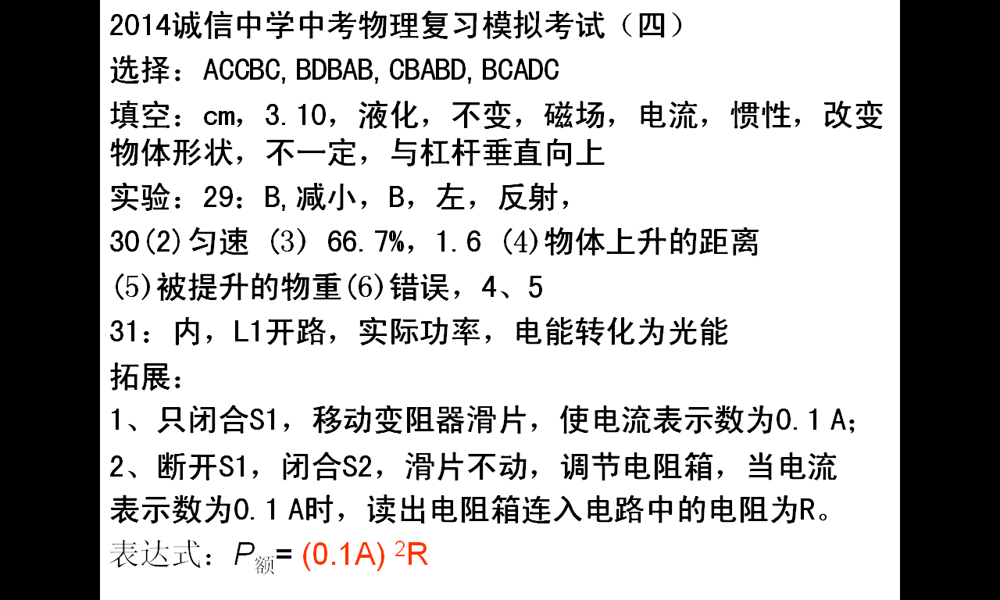 2014诚信中学中考物理复习模拟考试（四）
选择：ACCBC,BDBAB,CBABD,BCADC
填空：cm，3.10，液化，不变，磁场，电流，惯性，改变
物体形状，不一定，与杠杆垂直向上
实验：29：B,减小，B，左，反射，
30(2)匀速 (3) 66.7%，1.6 (4)物体上升的距离
(5)被提升的物重(6)错误，4、5
31：内，L1开路，实际功率，电能转化为光能
拓展：
1、只闭合S1，移动变阻器滑片，使电流表示数为0.1 A；
2、断开S1，闭合S2，滑片不动，调节电阻箱，当电流
表示数为0.1 A时，读出电阻箱连入电路中的电阻为R。
表达式：P额= (0.1A) ²R